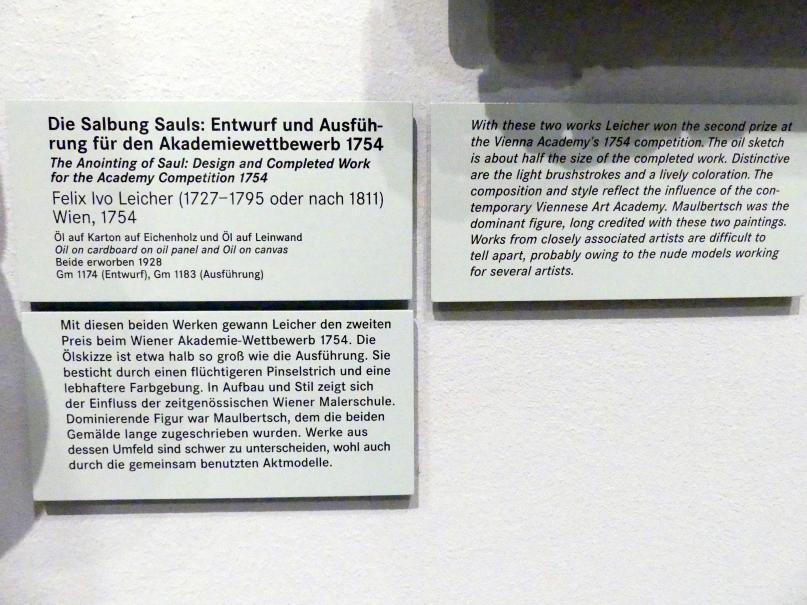 Die Salbung Sauls: Entwurf und Ausfüh-
rung für den Akademiewettbewerb 1754
The Anointing of Saul: Design and Completed Work
for the Academy Competition 1754
Felix Ivo Leicher (1727–1795 oder nach 1811)
Wien, 1754
Öl auf Karton auf Eichenholz und Öl auf Leinwand
Oil on cardboard on oil panel and Oil on canvas
Beide erworben 1928
Gm 1174 (Entwurf), Gm 1183 (Ausführung)
Mit diesen beiden Werken gewann Leicher den zweiten
Preis beim Wiener Akademie-Wettbewerb 1754. Die
Ölskizze ist etwa halb so groß wie die Ausführung. Sie
besticht durch einen flüchtigeren Pinselstrich und eine
lebhaftere Farbgebung. In Aufbau und Stil zeigt sich
der Einfluss der zeitgenössischen Wiener Malerschule.
Dominierende Figur war Maulbertsch, dem die beiden
Gemälde lange zugeschrieben wurden. Werke aus
dessen Umfeld sind schwer zu unterscheiden, wohl auch
durch die gemeinsam benutzten Aktmodelle.
With these two works Leicher won the second prize at
the Vienna Academy's 1754 competition. The oil sketch
is about half the size of the completed work. Distinctive
are the light brushstrokes and a lively coloration. The
composition and style reflect the influence of the con-
temporary Viennese Art Academy. Maulbertsch was the
dominant figure, long credited with these two paintings.
Works from closely associated artists are difficult to
tell apart, probably owing to the nude models working
for several artists.